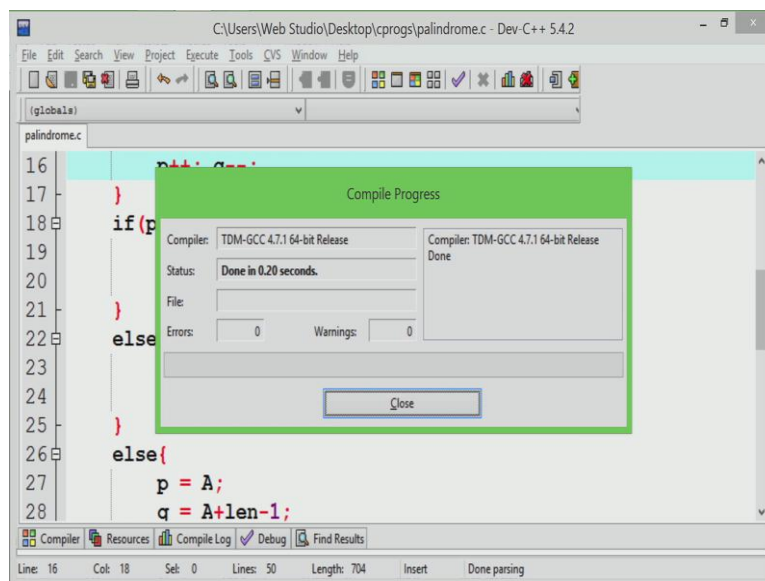 C:\Users\Web Studio\Desktop\cprogs\palindrome.c - Dev-C++ 5.4.2
File Edit Search View Project Execute Tools CVS Window Help
(globals)
palindrome.c
16 p++; q--;
17 }
18 if(p
19
20
21 }
22 else
23
24
25 }
26 else{
27 p = A;
28 q = A+len-1;
Compile Progress
Compiler: TDM-GCC 4.7.1 64-bit Release
Status: Done in 0.20 seconds.
File:
Errors: 0 Warnings: 0
Compiler: TDM-GCC 4.7.1 64-bit Release
Done
Close
Compiler Resources Compile Log Debug Find Results
Line: 16 Col: 18 Sel: 0 Lines: 50 Length: 704 Insert Done parsing